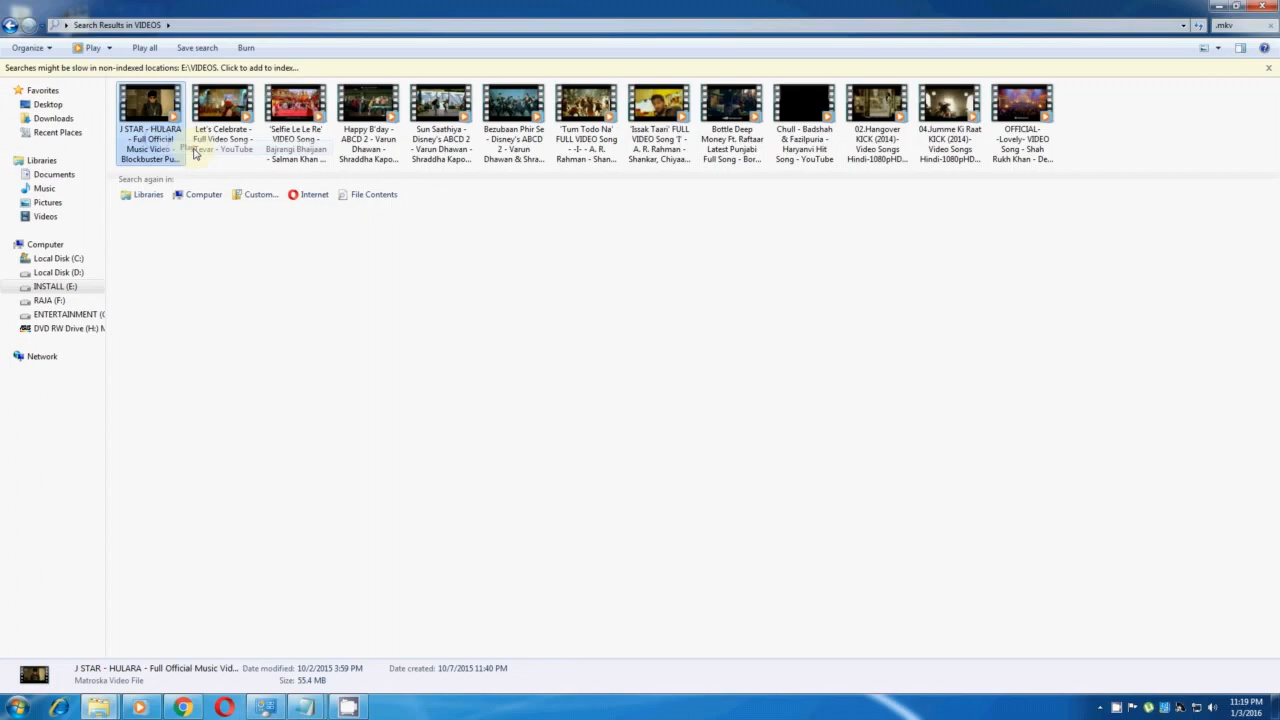 Search Results in VIDEOS
.mkv
Organize
Play
Play all
Save search
Burn
Searches might be slow in non-indexed locations: E:\VIDEOS. Click to add to index...
Favorites
Desktop
Downloads
Recent Places
Libraries
Documents
Music
Pictures
Videos
Computer
Local Disk (C:)
Local Disk (D:)
INSTALL (E:)
RAJA (F:)
ENTERTAINMENT (
DVD RW Drive (H:) M
Network
J STAR - HULARA
- Full Official
Music Video -
Blockbuster Pu...
Let's Celebrate -
Full Video Song -
Tevar - YouTube
'Selfie Le Le Re'
VIDEO Song -
Bajrangi Bhaijaan
- Salman Khan ...
Happy B'day -
ABCD 2 - Varun
Dhawan -
Shraddha Kapo...
Sun Saathiya -
Disney's ABCD
2 - Varun Dhawan -
Shraddha Kapo...
Bezubaan Phir Se
- Disney's ABCD
2 - Varun
Dhawan & Shra...
'Tum Todo Na'
FULL VIDEO Song
- -I- - A. R.
Rahman - Shan...
'Issak Taari' FULL
VIDEO Song 'I' -
A. R. Rahman -
Shankar, Chiyaa...
Bottle Deep
Money Ft. Raftaar
Latest Punjabi
Full Song - Bor...
Chull - Badshah
& Fazilpuria -
Haryanvi Hit
Song - YouTube
02.Hangover
KICK (2014)-
Video Songs
Hindi-1080pHD...
04.Jumme Ki Raat
KICK (2014)-
Video Songs
Hindi-1080pHD...
OFFICIAL-
-Lovely- VIDEO
Song - Shah
Rukh Khan - De...
Search again in:
Libraries
Computer
Custom...
Internet
File Contents
J STAR - HULARA - Full Official Music Vid...
Date modified: 10/2/2015 3:59 PM
Date created: 10/7/2015 11:40 PM
Matroska Video File
Size: 55.4 MB
11:19 PM
1/3/2016